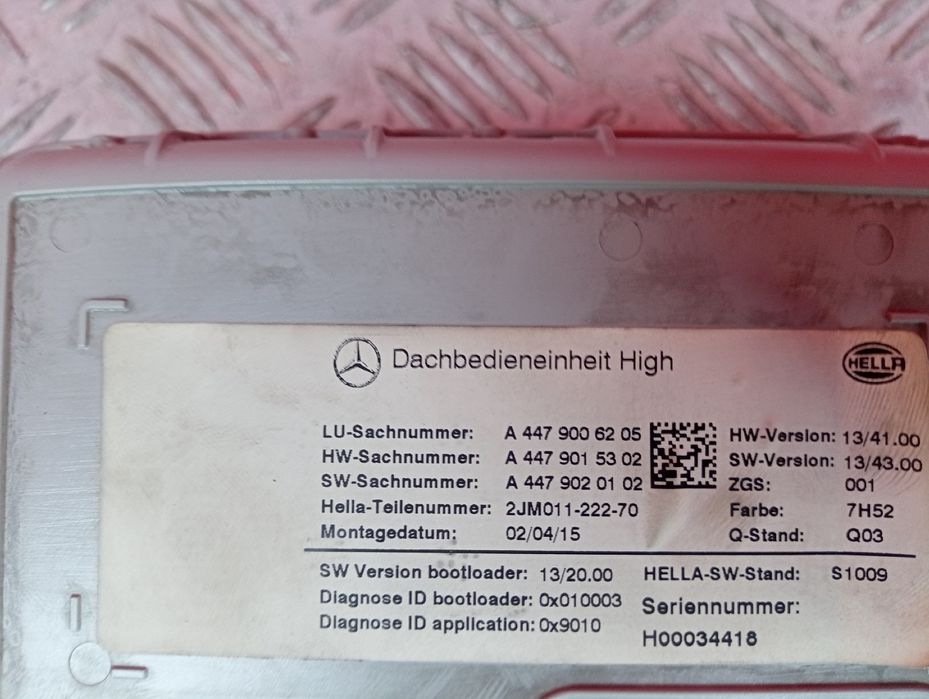 Dachbedieneinheit High
HELLA
LU-Sachnummer: A 447 900 62 05
HW-Sachnummer: A 447 901 53 02
SW-Sachnummer: A 447 902 01 02
Hella-Teilenummer: 2JM011-222-70
Montagedatum: 02/04/15
HW-Version: 13/41.00
SW-Version: 13/43.00
ZGS: 001
Farbe: 7H52
Q-Stand: Q03
SW Version bootloader: 13/20.00
Diagnose ID bootloader: 0x010003
Diagnose ID application: 0x9010
HELLA-SW-Stand: S1009
Seriennummer:
H00034418